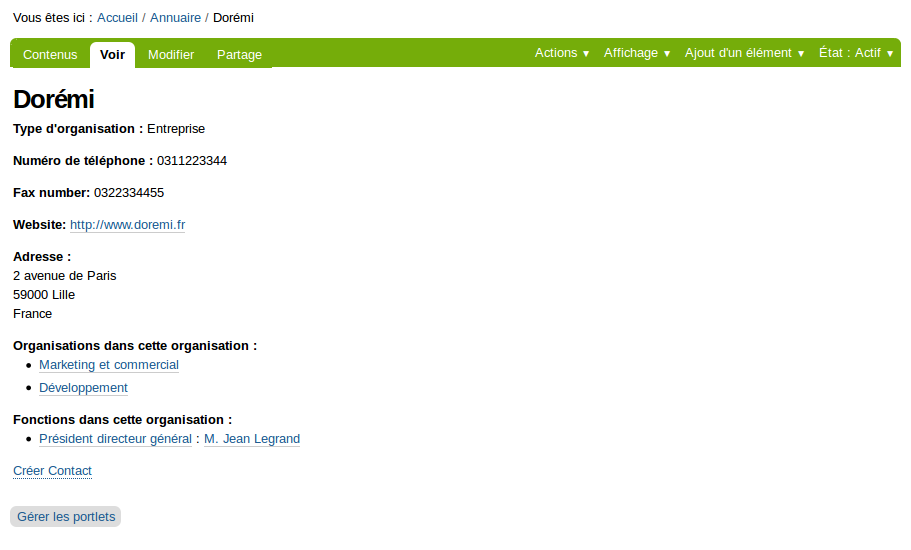 Vous êtes ici : Accueil / Annuaire / Dorémi
Contenus Voir Modifier Partage Actions ▼ Affichage ▼ Ajout d'un élément ▼ État : Actif ▼
Dorémi
Type d'organisation : Entreprise
Numéro de téléphone : 0311223344
Fax number: 0322334455
Website: http://www.doremi.fr
Adresse :
2 avenue de Paris
59000 Lille
France
Organisations dans cette organisation :
• Marketing et commercial
• Développement
Fonctions dans cette organisation :
• Président directeur général : M. Jean Legrand
Créer Contact
Gérer les portlets